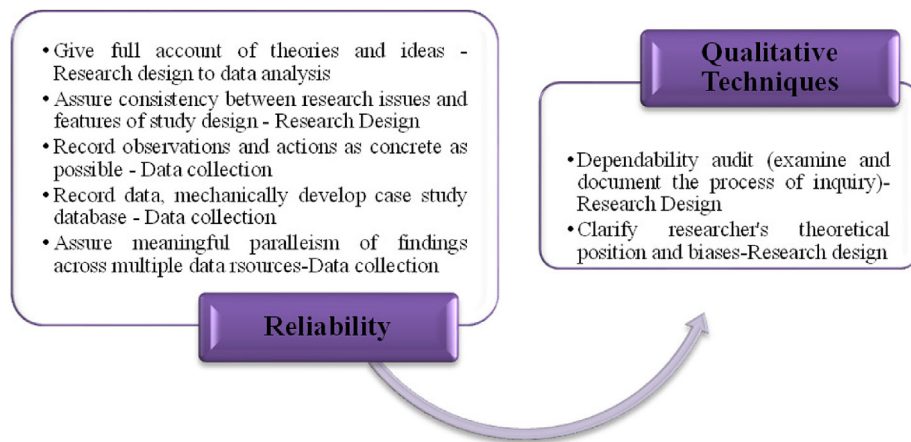 • Give full account of theories and ideas -
Research design to data analysis
• Assure consistency between research issues and
features of study design - Research Design
• Record observations and actions as concrete as
possible - Data collection
• Record data, mechanically develop case study
database - Data collection
• Assure meaningful paralleism of findings
across multiple data rsources-Data collection
Reliability
Qualitative
Techniques
• Dependability audit (examine and
document the process of inquiry)-
Research Design
• Clarify researcher's theoretical
position and biases-Research design